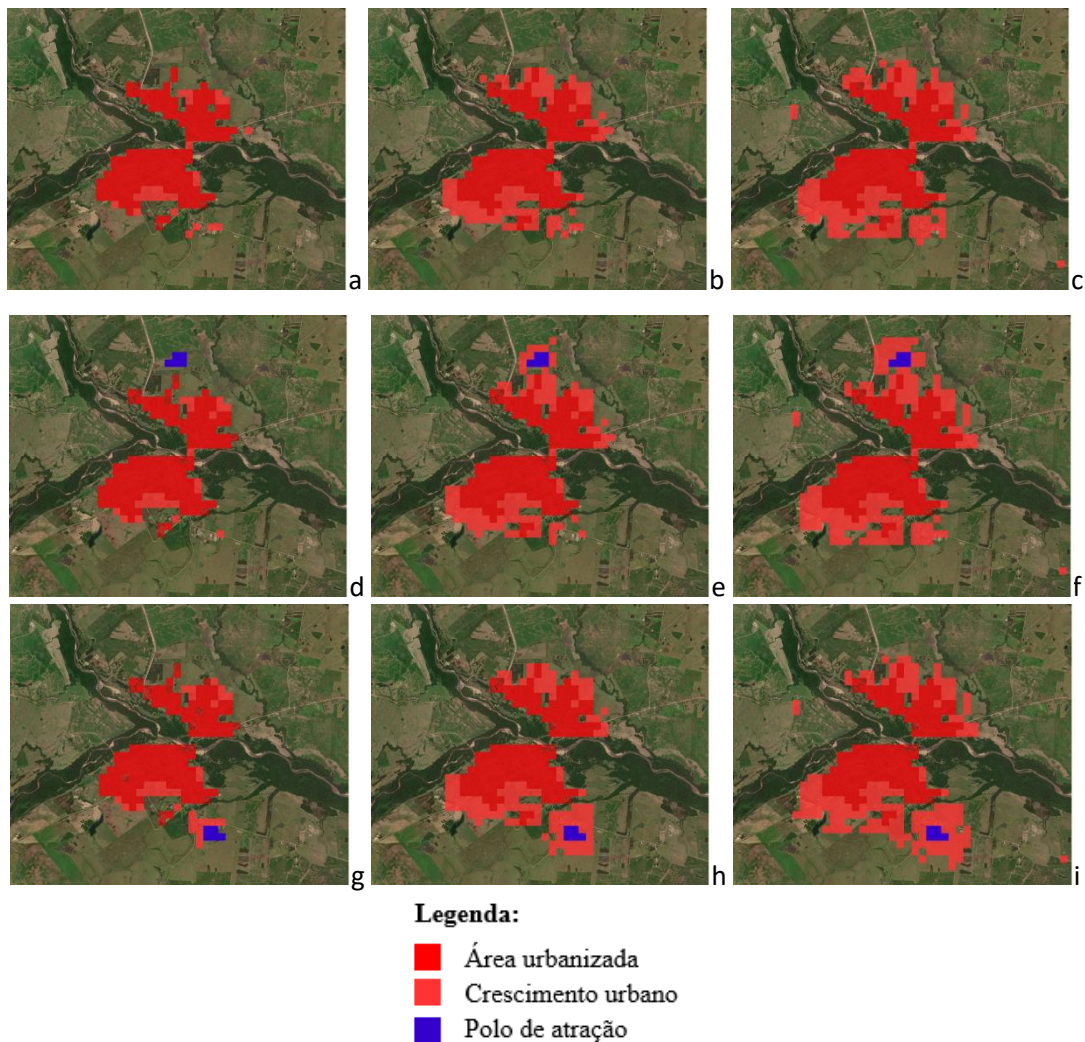 a
b
c
d
e
f
g
h
i
Legenda:
Área urbanizada
Crescimento urbano
Polo de atração